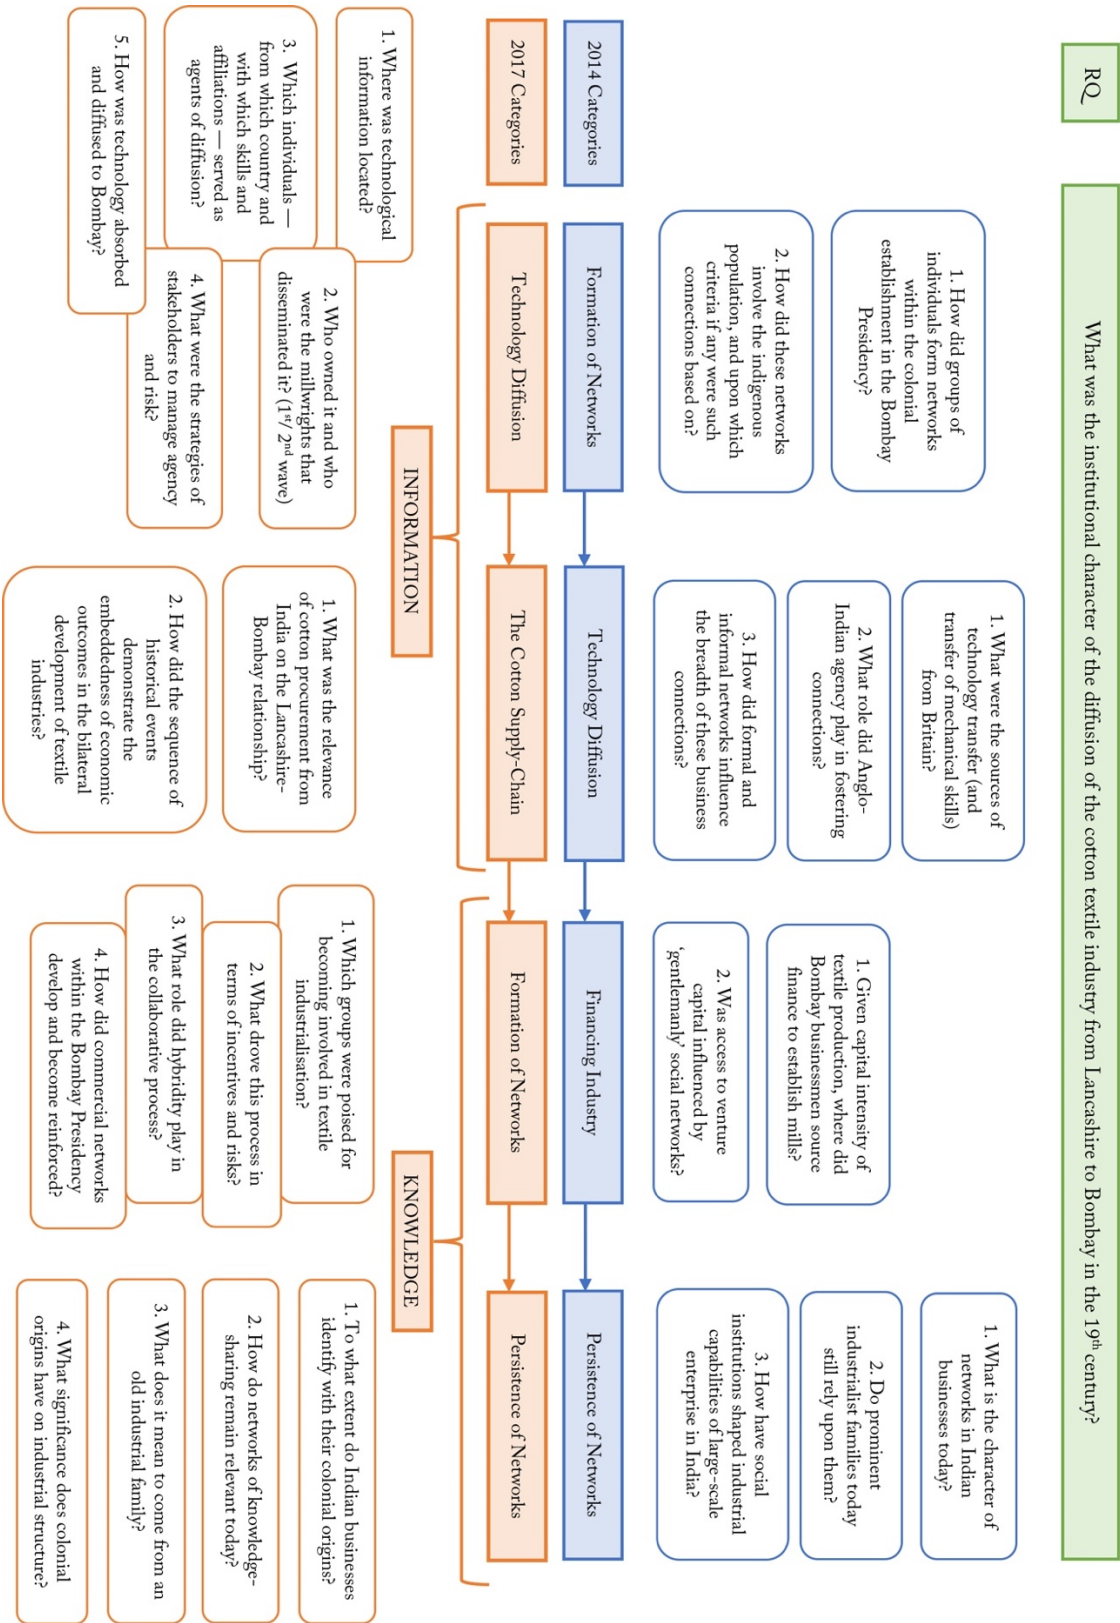 RQ
What was the institutional character of the diffusion of the cotton textile industry from Lancashire to Bombay in the 19th century?
1. How did groups of
individuals form networks
within the colonial
establishment in the Bombay
Presidency?
2. How did these networks
involve the indigenous
population, and upon which
criteria if any were such
connections based on?
1. What were the sources of
technology transfer (and
transfer of mechanical skills)
from Britain?
2. What role did Anglo-
Indian agency play in fostering
connections?
3. How did formal and
informal networks influence
the breadth of these business
connections?
1. Given capital intensity of
textile production, where did
Bombay businessmen source
finance to establish mills?
2. Was access to venture
capital influenced by
‘gentlemanly’ social networks?
1. What is the character of
networks in Indian
businesses today?
2. Do prominent
industrialist families today
still rely upon them?
3. How have social
institutions shaped industrial
capabilities of large-scale
enterprise in India?
2014 Categories
Formation of Networks
Technology Diffusion
Financing Industry
Persistence of Networks
2017 Categories
Technology Diffusion
The Cotton Supply-Chain
Formation of Networks
Persistence of Networks
INFORMATION
KNOWLEDGE
1. Where was technological
information located?
2. Who owned it and who
were the millwrights that
disseminated it? (1st/ 2nd wave)
3. Which individuals —
from which country and
with which skills and
affiliations — served as
agents of diffusion?
4. What were the strategies of
stakeholders to manage agency
and risk?
5. How was technology absorbed
and diffused to Bombay?
1. What was the relevance
of cotton procurement from
India on the Lancashire-
Bombay relationship?
2. How did the sequence of
historical events
demonstrate the
embeddedness of economic
outcomes in the bilateral
development of textile
industries?
1. Which groups were poised for
becoming involved in textile
industrialisation?
2. What drove this process in
terms of incentives and risks?
3. What role did hybridity play in
the collaborative process?
4. How did commercial networks
within the Bombay Presidency
develop and become reinforced?
1. To what extent do Indian businesses
identify with their colonial origins?
2. How do networks of knowledge-
sharing remain relevant today?
3. What does it mean to come from an
old industrial family?
4. What significance does colonial
origins have on industrial structure?